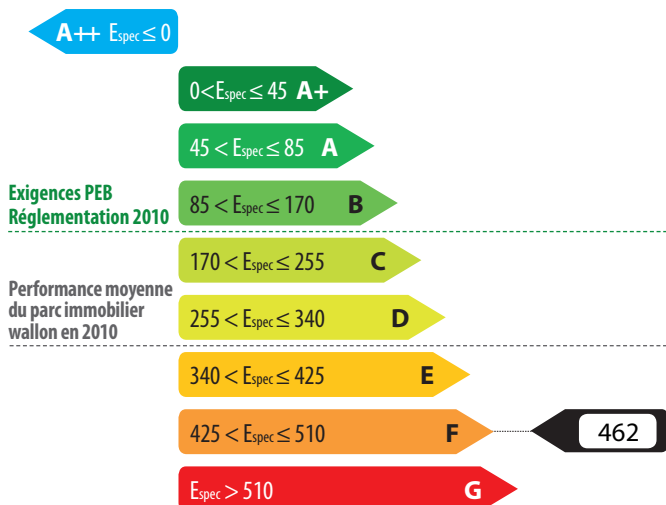 A++ Espec ≤ 0
0<Espec ≤ 45 A+
45 < Espec ≤ 85 A
Exigences PEB
Réglementation 2010
85 < Espec ≤ 170 B
170 < Espec ≤ 255 C
Performance moyenne
du parc immobilier
wallon en 2010
255 < Espec ≤ 340 D
340 < Espec ≤ 425 E
425 < Espec ≤ 510 F 462
Espec > 510 G